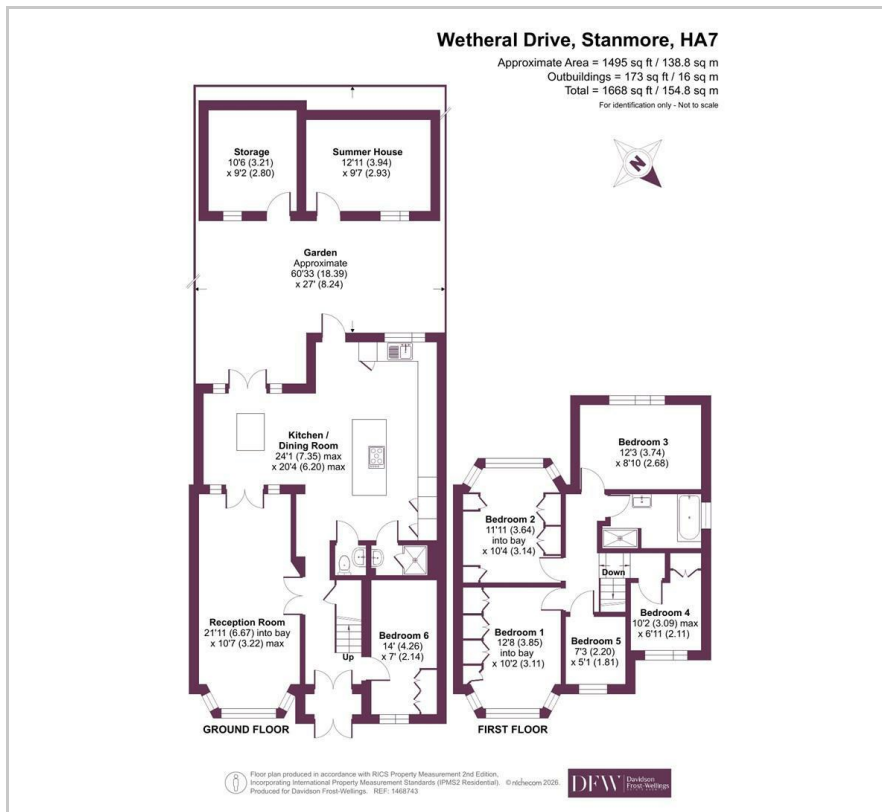 Wetheral Drive, Stanmore, HA7
Approximate Area = 1495 sq ft / 138.8 sq m
Outbuildings = 173 sq ft / 16 sq m
Total = 1668 sq ft / 154.8 sq m
For identification only - Not to scale
N
Storage
10'6 (3.21)
x 9'2 (2.80)
Summer House
12'11 (3.94)
x 9'7 (2.93)
Garden
Approximate
60'33 (18.39)
x 27' (8.24)
Kitchen /
Dining Room
24'1 (7.35) max
x 20'4 (6.20) max
Reception Room
21'11 (6.67) into bay
x 10'7 (3.22) max
Up
Bedroom 6
14' (4.26)
x 7' (2.14)
GROUND FLOOR
Bedroom 3
12'3 (3.74)
x 8'10 (2.68)
Bedroom 2
11'11 (3.64)
into bay
x 10'4 (3.14)
Down
Bedroom 4
10'2 (3.09) max
x 6'11 (2.11)
Bedroom 1
12'8 (3.85)
into bay
x 10'2 (3.11)
Bedroom 5
7'3 (2.20)
x 5'1 (1.81)
FIRST FLOOR
Floor plan produced in accordance with RICS Property Measurement 2nd Edition,
Incorporating International Property Measurement Standards (IPMS2 Residential). © nichecom 2026.
Produced for Davidson Frost-Wellings. REF: 1468743
DFW
Davidson
Frost-Wellings